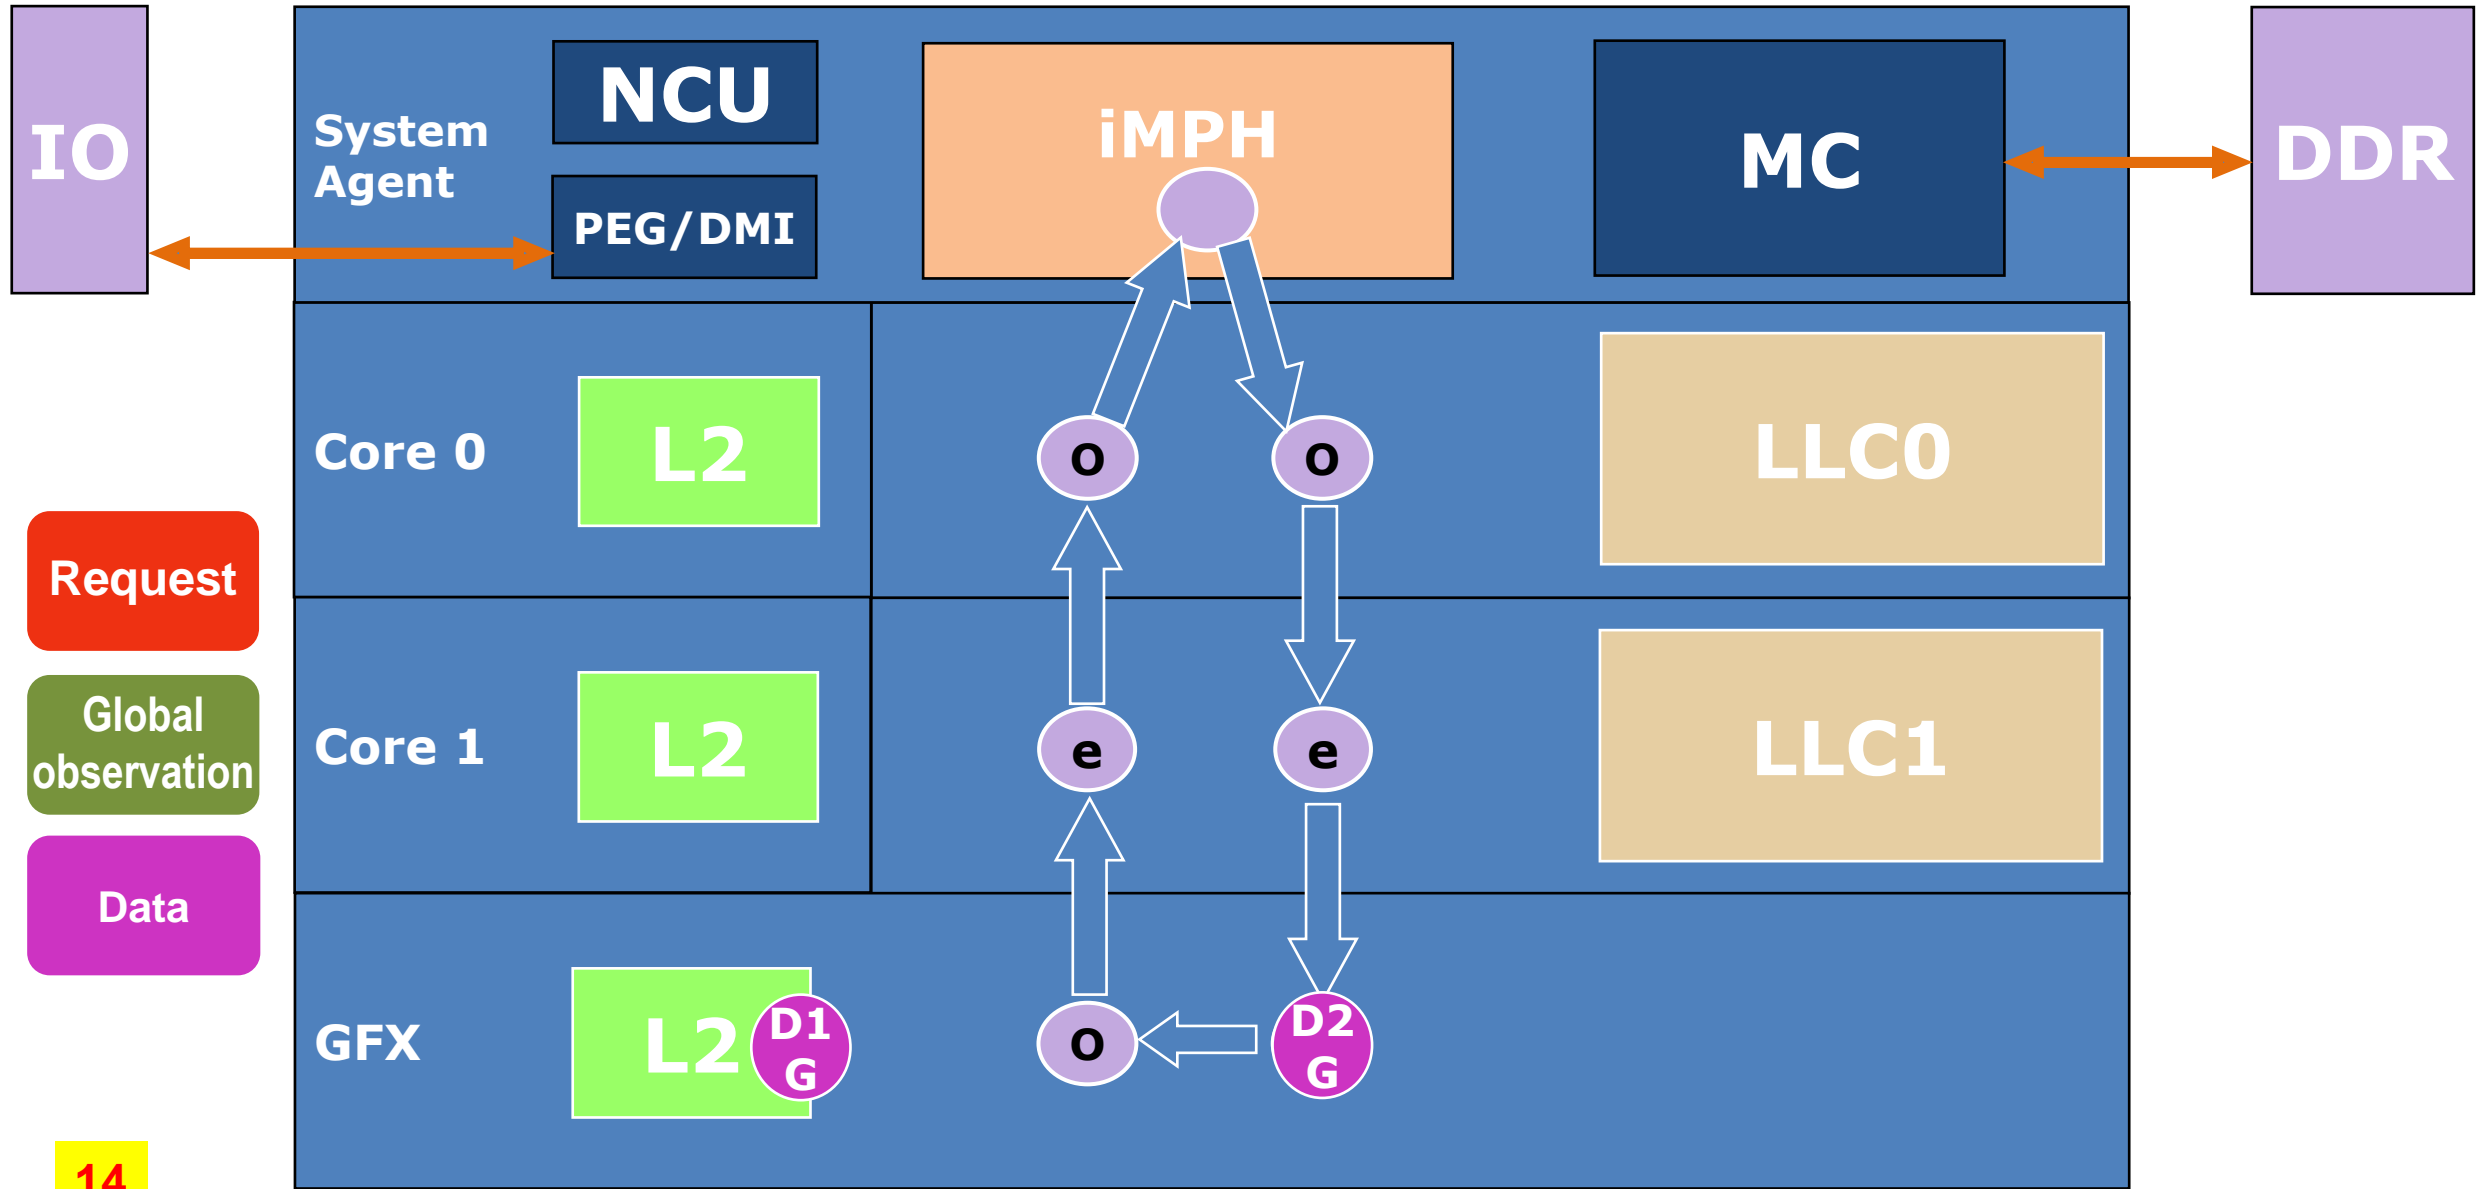 IO
System
Agent
NCU
PEG/DMI
iMPH
MC
DDR
Core 0
L2
o
o
LLC0
Request
Global
observation
Data
Core 1
L2
e
e
LLC1
GFX
L2
D1
G
o
D2
G
14